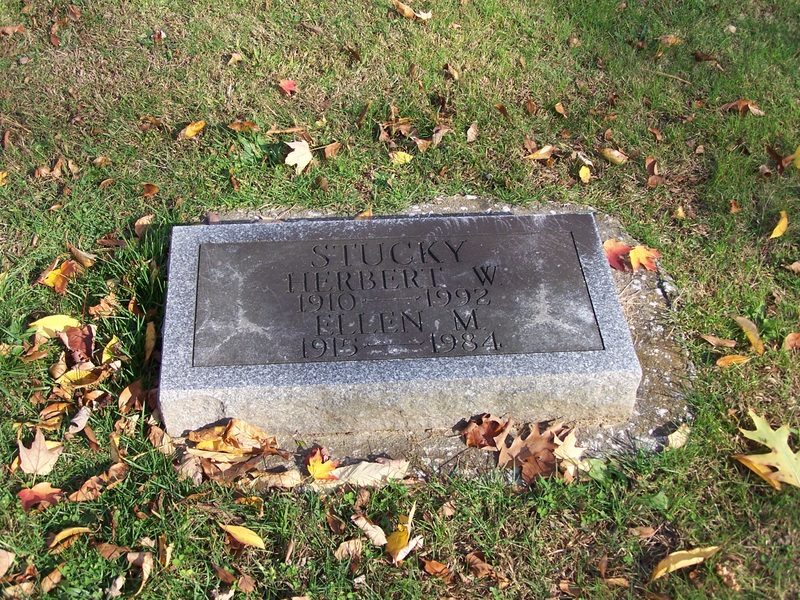 STUCKY
HERBERT W
1910——1992
ELLEN M
1915——1984